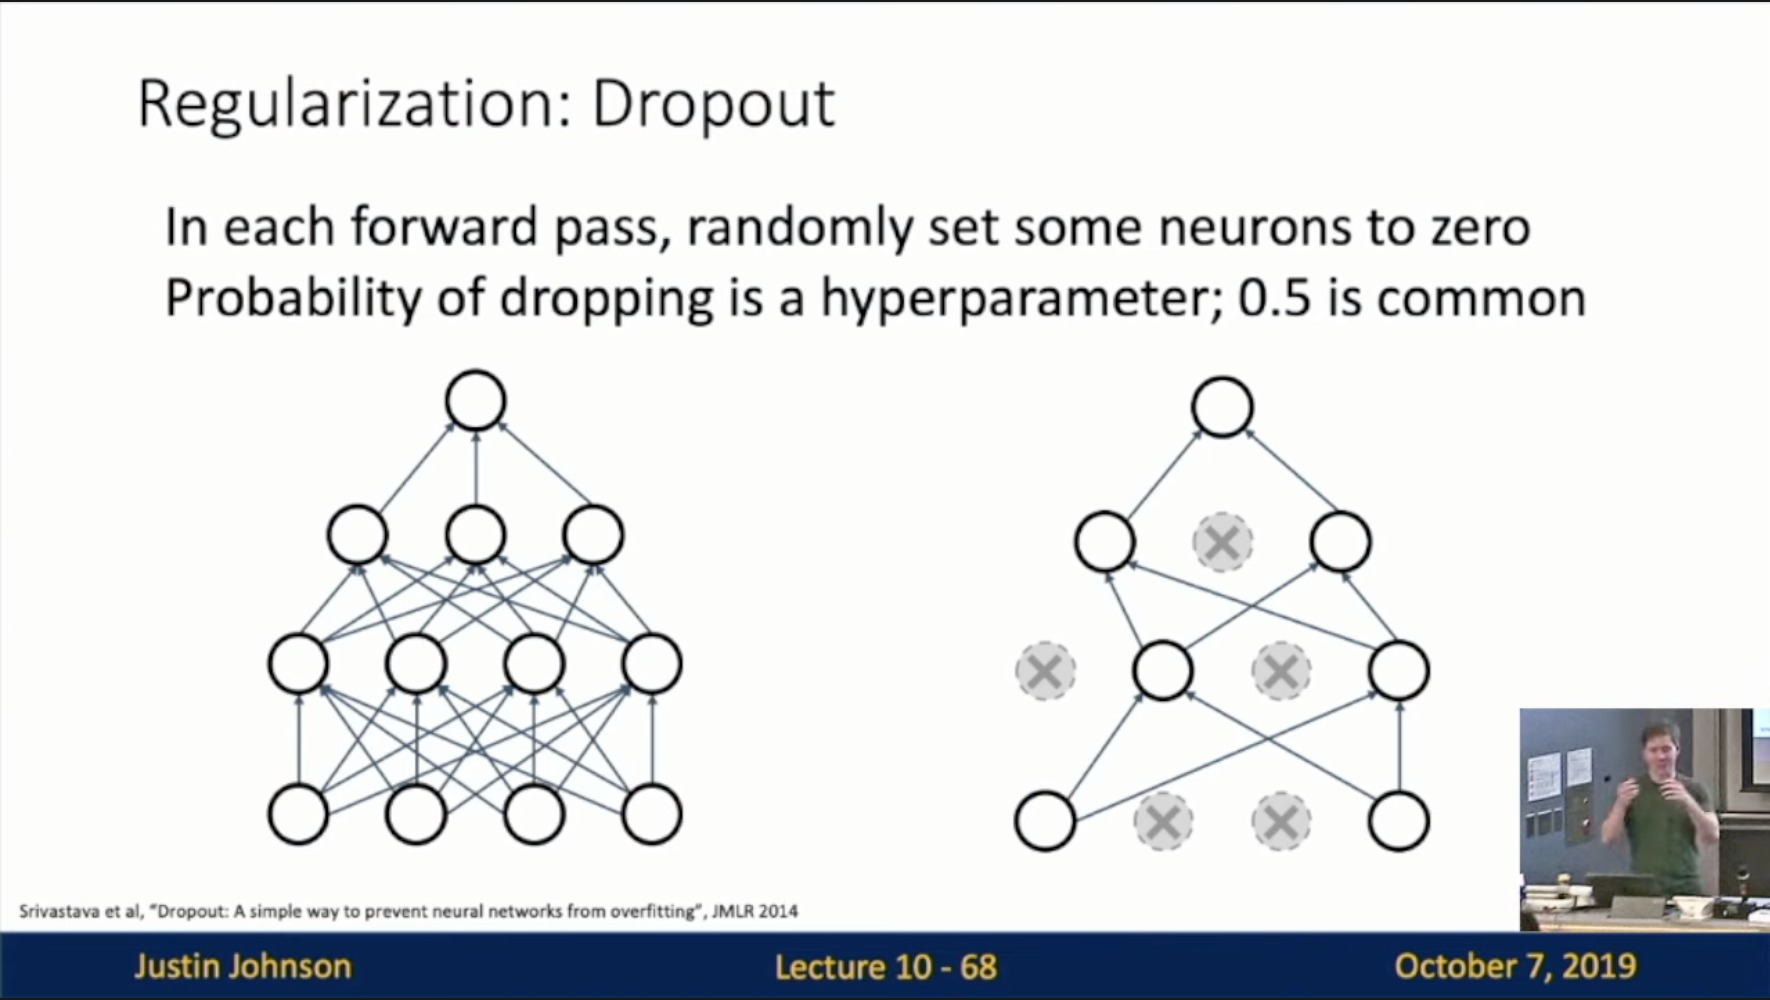 Regularization: Dropout
In each forward pass, randomly set some neurons to zero
Probability of dropping is a hyperparameter; 0.5 is common
Srivastava et al, "Dropout: A simple way to prevent neural networks from overfitting", JMLR 2014
Justin Johnson
Lecture 10 - 68
October 7, 2019